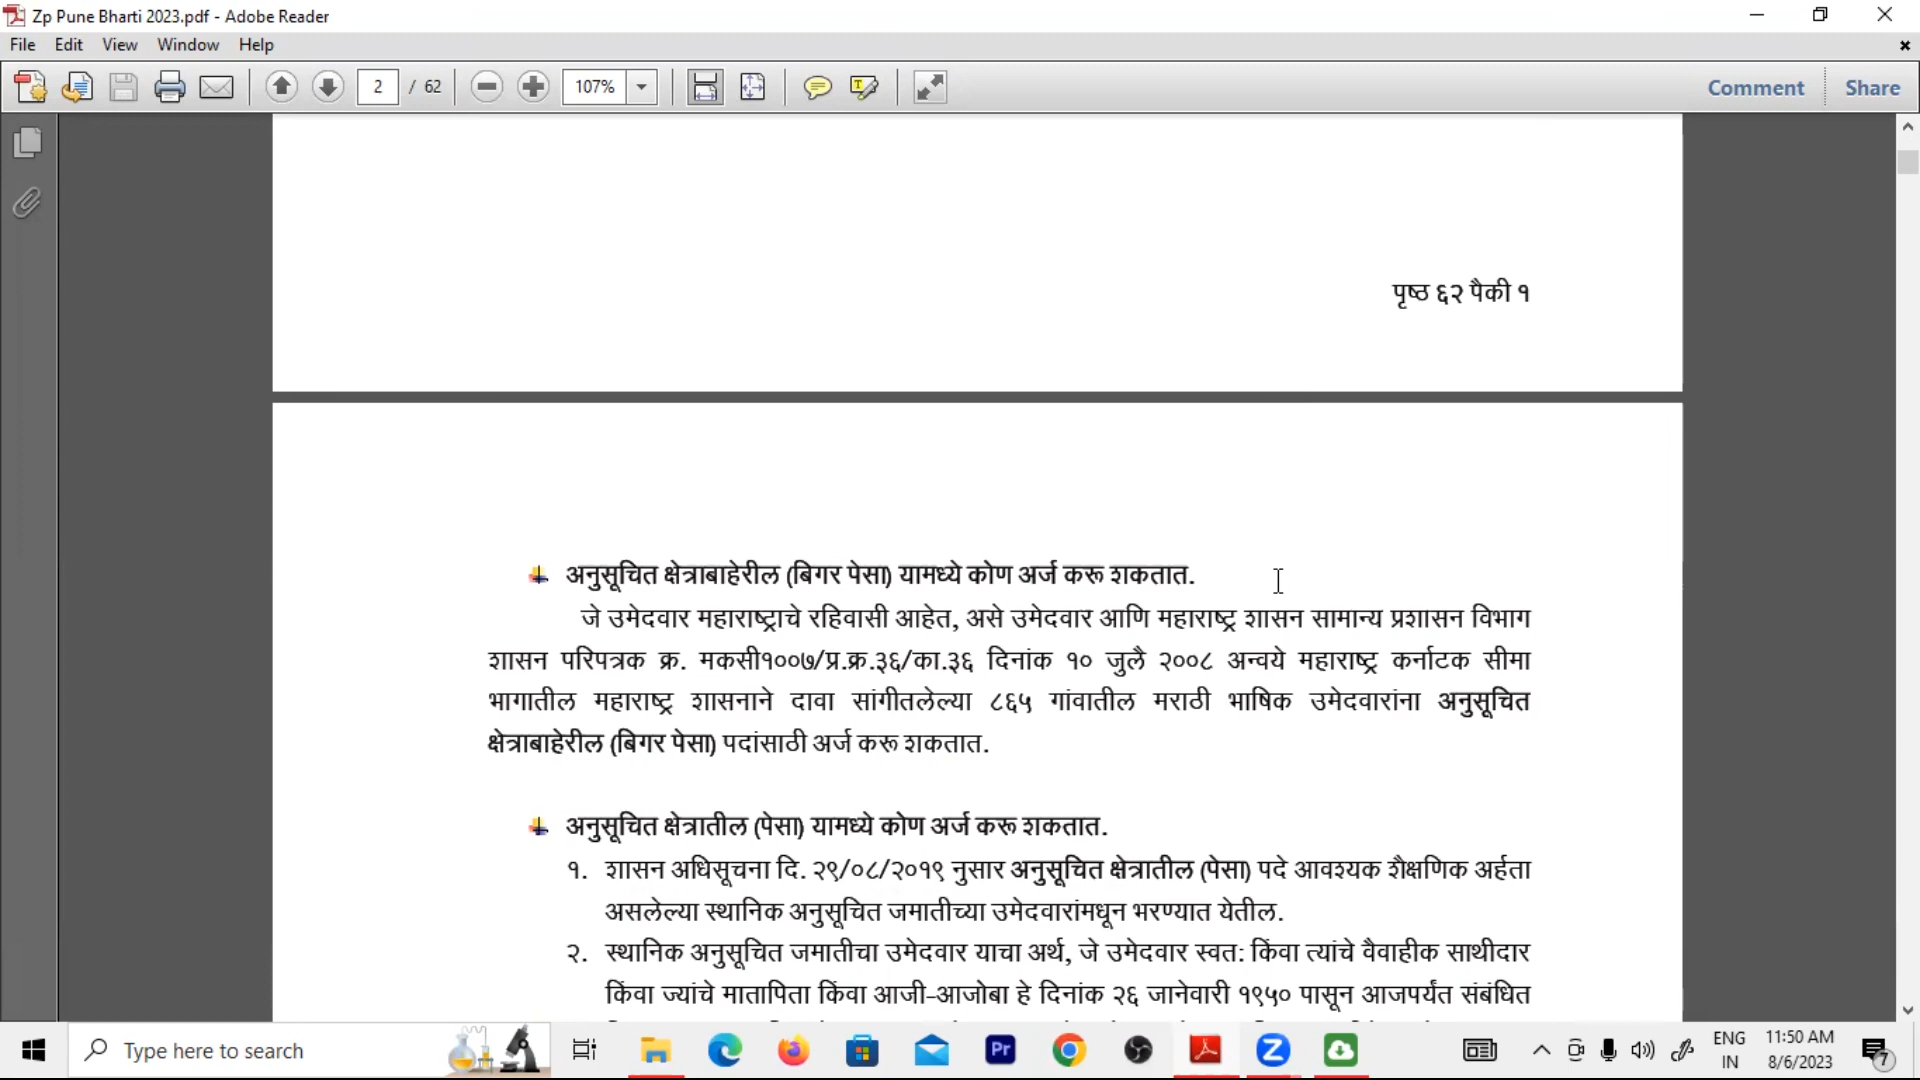 Zp Pune Bharti 2023.pdf - Adobe Reader
File Edit View Window Help
2 / 62 107% Comment Share
पृष्ठ ६२ पैकी १
अनुसूचित क्षेत्राबाहेरील (बिगर पेसा) यामध्ये कोण अर्ज करू शकतात.
जे उमेदवार महाराष्ट्राचे रहिवासी आहेत, असे उमेदवार आणि महाराष्ट्र शासन सामान्य प्रशासन विभाग
शासन परिपत्रक क्र. मकसी१००७/प्र.क्र.३६/का.३६ दिनांक १० जुलै २००८ अन्वये महाराष्ट्र कर्नाटक सीमा
भागातील महाराष्ट्र शासनाने दावा सांगीतलेल्या ८६५ गांवातील मराठी भाषिक उमेदवारांना अनुसूचित
क्षेत्राबाहेरील (बिगर पेसा) पदांसाठी अर्ज करू शकतात.
अनुसूचित क्षेत्रातील (पेसा) यामध्ये कोण अर्ज करू शकतात.
१. शासन अधिसूचना दि. २९/०८/२०१९ नुसार अनुसूचित क्षेत्रातील (पेसा) पदे आवश्यक शैक्षणिक अर्हता
असलेल्या स्थानिक अनुसूचित जमातीच्या उमेदवारांमधून भरण्यात येतील.
२. स्थानिक अनुसूचित जमातीचा उमेदवार याचा अर्थ, जे उमेदवार स्वत: किंवा त्यांचे वैवाहीक साथीदार
किंवा ज्यांचे मातापिता किंवा आजी-आजोबा हे दिनांक २६ जानेवारी १९५० पासून आजपर्यंत संबंधित
Type here to search
Pr
ENG
IN
11:50 AM
8/6/2023
7